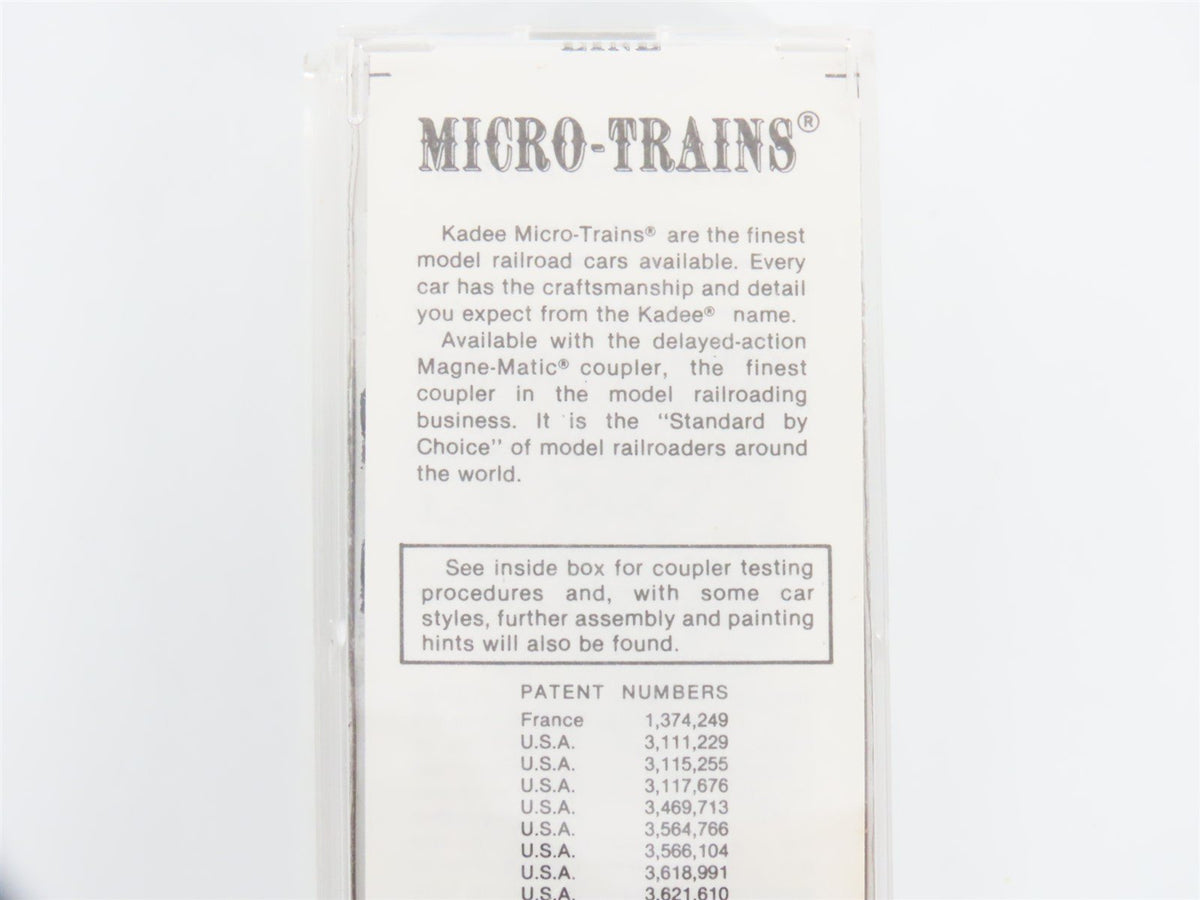 LINE
MICRO-TRAINS®
Kadee Micro-Trains® are the finest
model railroad cars available. Every
car has the craftsmanship and detail
you expect from the Kadee® name.
Available with the delayed-action
Magne-Matic® coupler, the finest
coupler in the model railroading
business. It is the "Standard by
Choice" of model railroaders around
the world.
See inside box for coupler testing
procedures and, with some car
styles, further assembly and painting
hints will also be found.
PATENT NUMBERS
France 1,374,249
U.S.A. 3,111,229
U.S.A. 3,115,255
U.S.A. 3,117,676
U.S.A. 3,469,713
U.S.A. 3,564,766
U.S.A. 3,566,104
U.S.A. 3,618,991
U.S.A. 3,621,610